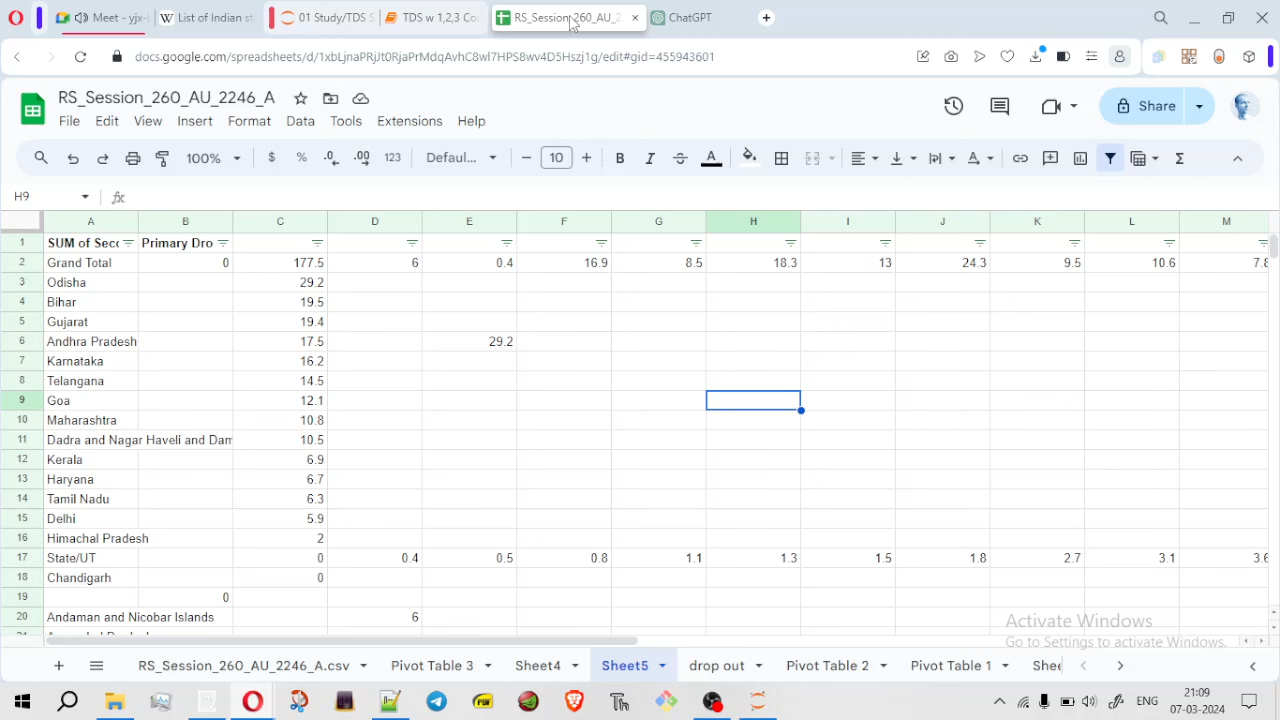 Meet - yjx-
List of Indian st
01 Study/TDS S
TDS w 1,2,3 Co
RS_Session_260_AU_2
ChatGPT
docs.google.com/spreadsheets/d/1xbLjnaPRjIt0RjaPrMdqAvhC8wl7HPS8wv4D5Hszj1g/edit#gid=455943601
RS_Session_260_AU_2246_A
Share
File Edit View Insert Format Data Tools Extensions Help
100% $ % .0 .00 123 Defaul... 10 B I A
H9 fx
A B C D E F G H I J K L M
1 SUM of Seco Primary Dro
2 Grand Total 0 177.5 6 0.4 16.9 8.5 18.3 13 24.3 9.5 10.6 7.8
3 Odisha 29.2
4 Bihar 19.5
5 Gujarat 19.4
6 Andhra Pradesh 17.5 29.2
7 Karnataka 16.2
8 Telangana 14.5
9 Goa 12.1
10 Maharashtra 10.8
11 Dadra and Nagar Haveli and Dam 10.5
12 Kerala 6.9
13 Haryana 6.7
14 Tamil Nadu 6.3
15 Delhi 5.9
16 Himachal Pradesh 2
17 State/UT 0 0.4 0.5 0.8 1.1 1.3 1.5 1.8 2.7 3.1 3.6
18 Chandigarh 0
19 0
20 Andaman and Nicobar Islands 6
Activate Windows
Go to Settings to activate Windows.
RS_Session_260_AU_2246_A.csv Pivot Table 3 Sheet4 Sheet5 drop out Pivot Table 2 Pivot Table 1 Shee
ENG
21:09
07-03-2024